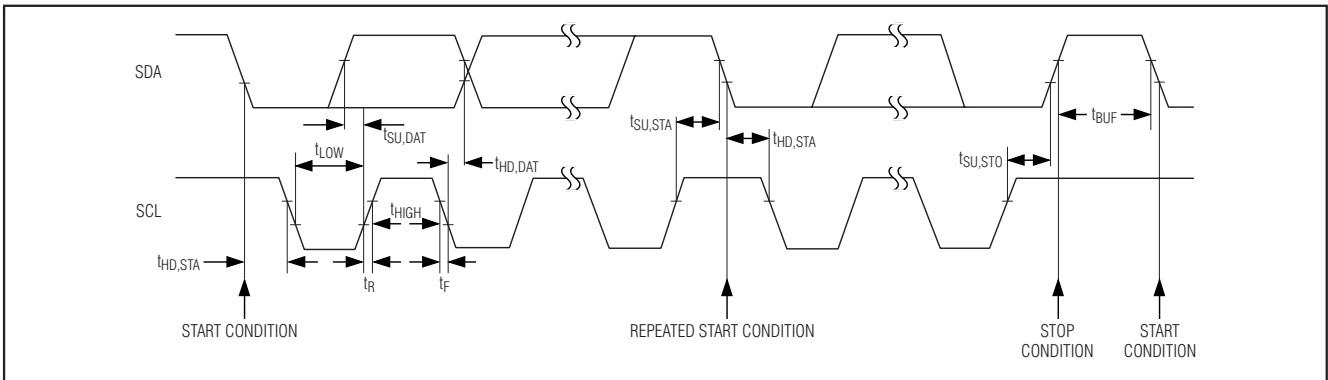 SDA
tSU,STA
tBUF
tSU,DAT
tHD,STA
tLOW
tHD,DAT
tSU,STO
SCL
tHIGH
tHD,STA
tR
tF
START CONDITION
REPEATED START CONDITION
STOP
CONDITION
START
CONDITION